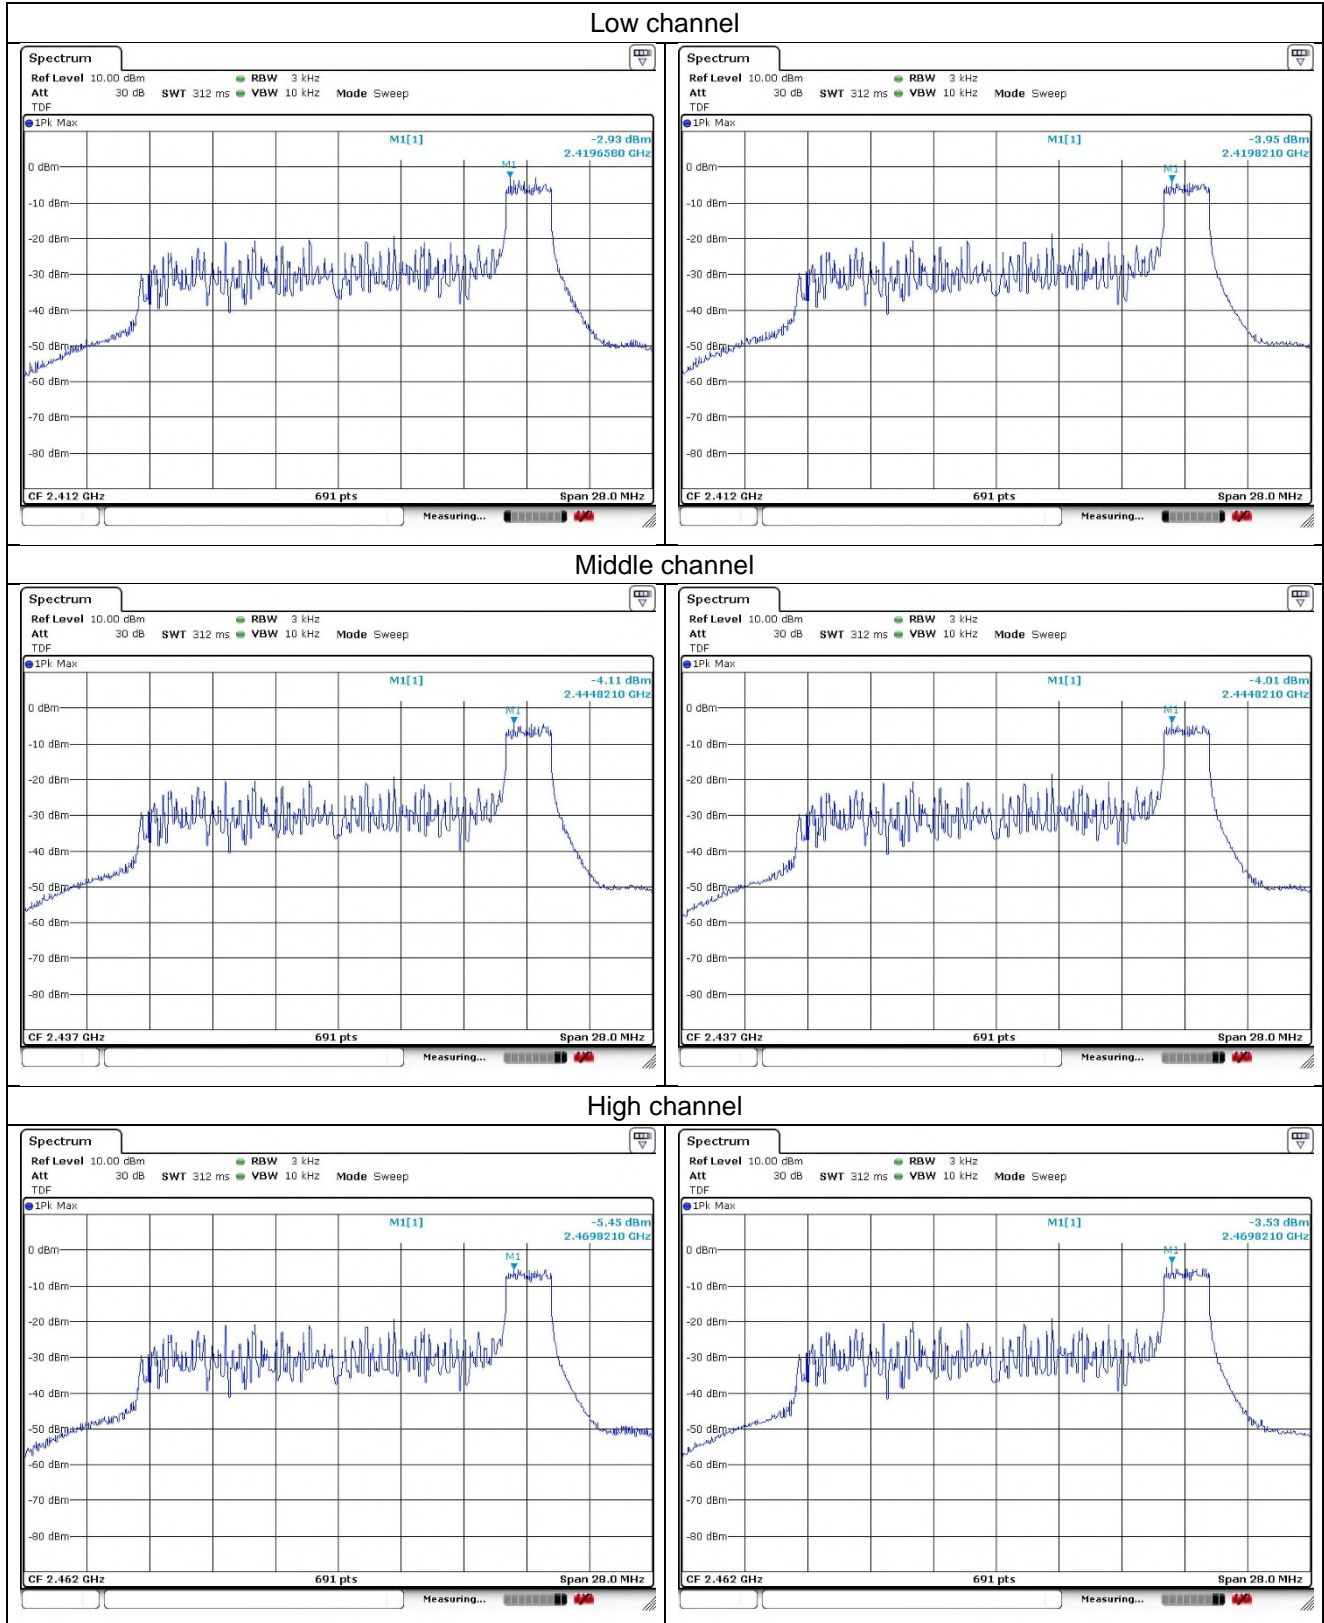 Low channel
Spectrum
Ref Level 10.00 dBm RBW 3 kHz
Att 30 dB SWT 312 ms VBW 10 kHz Mode Sweep
TDF
1Pk Max
M1[1] -2.93 dBm
2.4196580 GHz
M1
0 dBm
-10 dBm
-20 dBm
-30 dBm
-40 dBm
-50 dBm
-60 dBm
-70 dBm
-80 dBm
CF 2.412 GHz 691 pts Span 28.0 MHz
Measuring...
Spectrum
Ref Level 10.00 dBm RBW 3 kHz
Att 30 dB SWT 312 ms VBW 10 kHz Mode Sweep
TDF
1Pk Max
M1[1] -3.95 dBm
2.4198210 GHz
M1
0 dBm
-10 dBm
-20 dBm
-30 dBm
-40 dBm
-50 dBm
-60 dBm
-70 dBm
-80 dBm
CF 2.412 GHz 691 pts Span 28.0 MHz
Measuring...
Middle channel
Spectrum
Ref Level 10.00 dBm RBW 3 kHz
Att 30 dB SWT 312 ms VBW 10 kHz Mode Sweep
TDF
1Pk Max
M1[1] -4.11 dBm
2.4448210 GHz
M1
0 dBm
-10 dBm
-20 dBm
-30 dBm
-40 dBm
-50 dBm
-60 dBm
-70 dBm
-80 dBm
CF 2.437 GHz 691 pts Span 28.0 MHz
Measuring...
Spectrum
Ref Level 10.00 dBm RBW 3 kHz
Att 30 dB SWT 312 ms VBW 10 kHz Mode Sweep
TDF
1Pk Max
M1[1] -4.01 dBm
2.4448210 GHz
M1
0 dBm
-10 dBm
-20 dBm
-30 dBm
-40 dBm
-50 dBm
-60 dBm
-70 dBm
-80 dBm
CF 2.437 GHz 691 pts Span 28.0 MHz
Measuring...
High channel
Spectrum
Ref Level 10.00 dBm RBW 3 kHz
Att 30 dB SWT 312 ms VBW 10 kHz Mode Sweep
TDF
1Pk Max
M1[1] -5.45 dBm
2.4698210 GHz
M1
0 dBm
-10 dBm
-20 dBm
-30 dBm
-40 dBm
-50 dBm
-60 dBm
-70 dBm
-80 dBm
CF 2.462 GHz 691 pts Span 28.0 MHz
Measuring...
Spectrum
Ref Level 10.00 dBm RBW 3 kHz
Att 30 dB SWT 312 ms VBW 10 kHz Mode Sweep
TDF
1Pk Max
M1[1] -3.53 dBm
2.4698210 GHz
M1
0 dBm
-10 dBm
-20 dBm
-30 dBm
-40 dBm
-50 dBm
-60 dBm
-70 dBm
-80 dBm
CF 2.462 GHz 691 pts Span 28.0 MHz
Measuring...